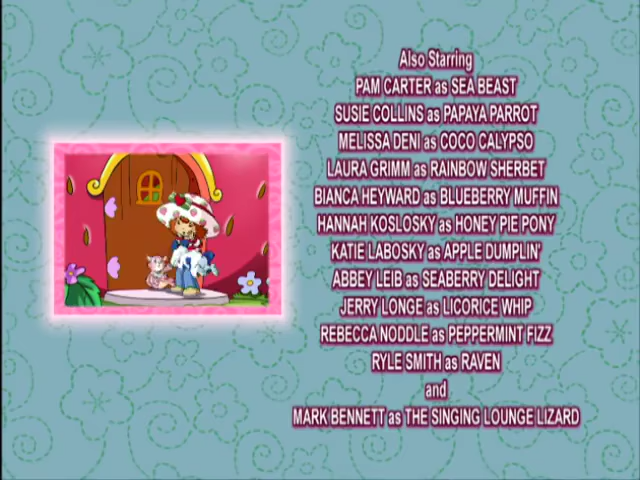 Also Starring
PAM CARTER as SEA BEAST
SUSIE COLLINS as PAPAYA PARROT
MELISSA DENI as COCO CALYPSO
LAURA GRIMM as RAINBOW SHERBET
BIANCA HEYWARD as BLUEBERRY MUFFIN
HANNAH KOSLOSKY as HONEY PIE PONY
KATIE LABOSKY as APPLE DUMPLIN'
ABBEY LEIB as SEABERRY DELIGHT
JERRY LONGE as LICORICE WHIP
REBECCA NODDLE as PEPPERMINT FIZZ
RYLE SMITH as RAVEN
and
MARK BENNETT as THE SINGING LOUNGE LIZARD